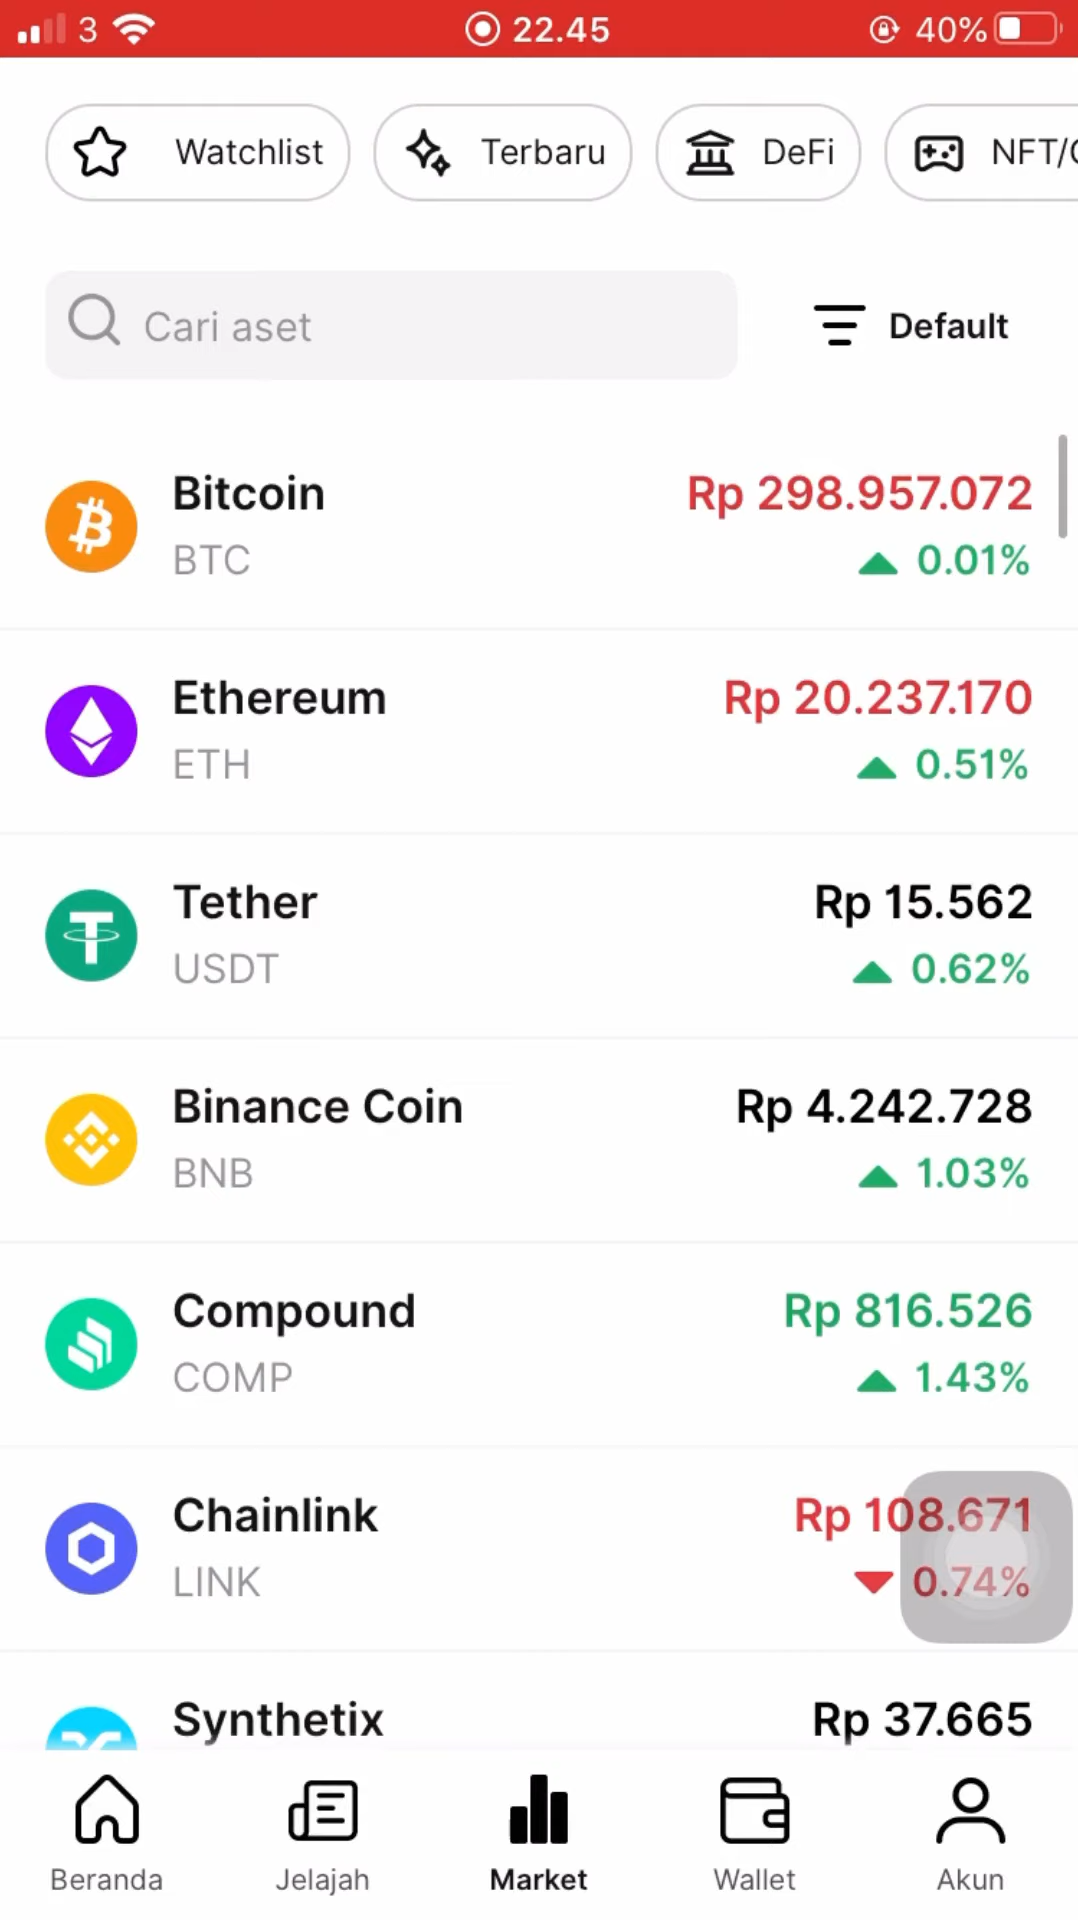 3 22.45 40%
Watchlist Terbaru DeFi NFT/
Cari aset Default
Bitcoin Rp 298.957.072
BTC 0.01%
Ethereum Rp 20.237.170
ETH 0.51%
Tether Rp 15.562
USDT 0.62%
Binance Coin Rp 4.242.728
BNB 1.03%
Compound Rp 816.526
COMP 1.43%
Chainlink Rp 108.671
LINK 0.74%
Synthetix Rp 37.665
Beranda Jelajah Market Wallet Akun